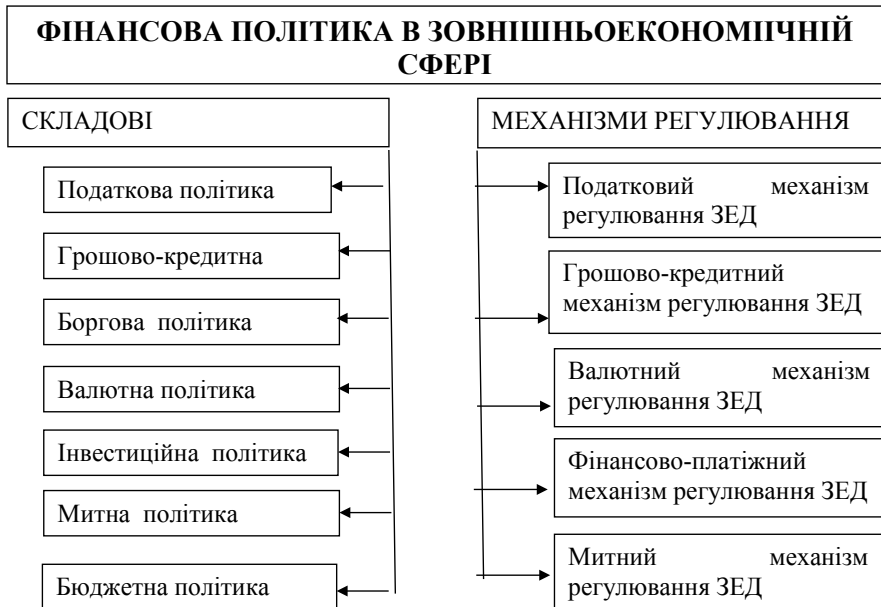 ФІНАНСОВА ПОЛІТИКА В ЗОВНІШНЬОЕКОНОМІІЧНІЙ
СФЕРІ
СКЛАДОВІ
Податкова політика
Грошово-кредитна
Боргова політика
Валютна політика
Інвестиційна політика
Митна політика
Бюджетна політика
МЕХАНІЗМИ РЕГУЛЮВАННЯ
Податковий механізм
регулювання ЗЕД
Грошово-кредитний
механізм регулювання ЗЕД
Валютний механізм
регулювання ЗЕД
Фінансово-платіжний
механізм регулювання ЗЕД
Митний механізм
регулювання ЗЕД